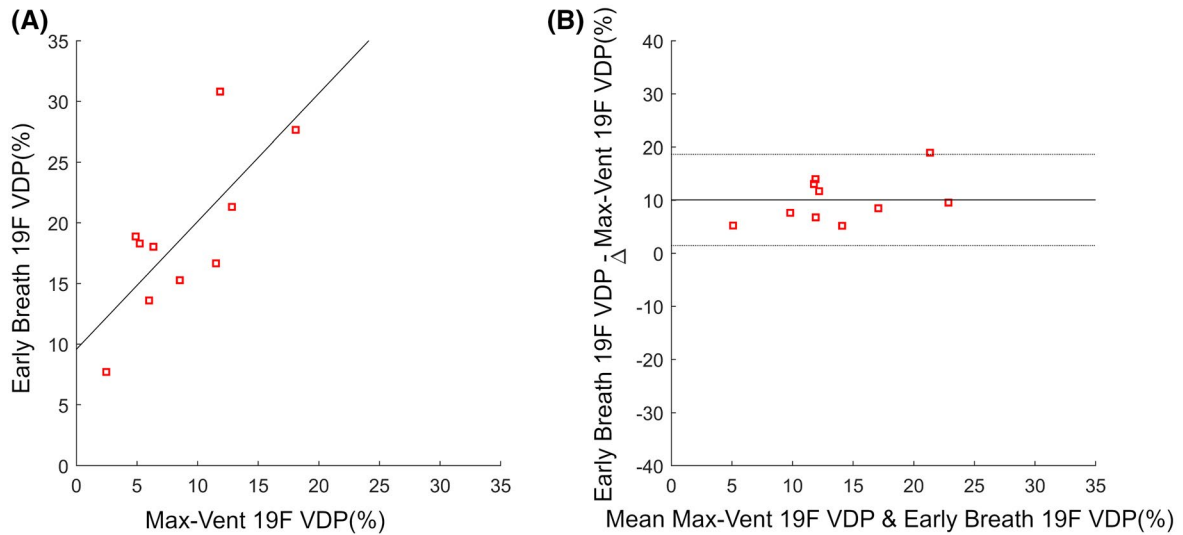 (A)
Early Breath 19F VDP(%)
35
30
25
20
15
10
5
0
0 5 10 15 20 25 30 35
Max-Vent 19F VDP(%)
(B)
Early Breath 19F VDP - Max-Vent 19F VDP(%)
△
40
30
20
10
0
-10
-20
-30
-40
0 5 10 15 20 25 30 35
Mean Max-Vent 19F VDP & Early Breath 19F VDP(%)